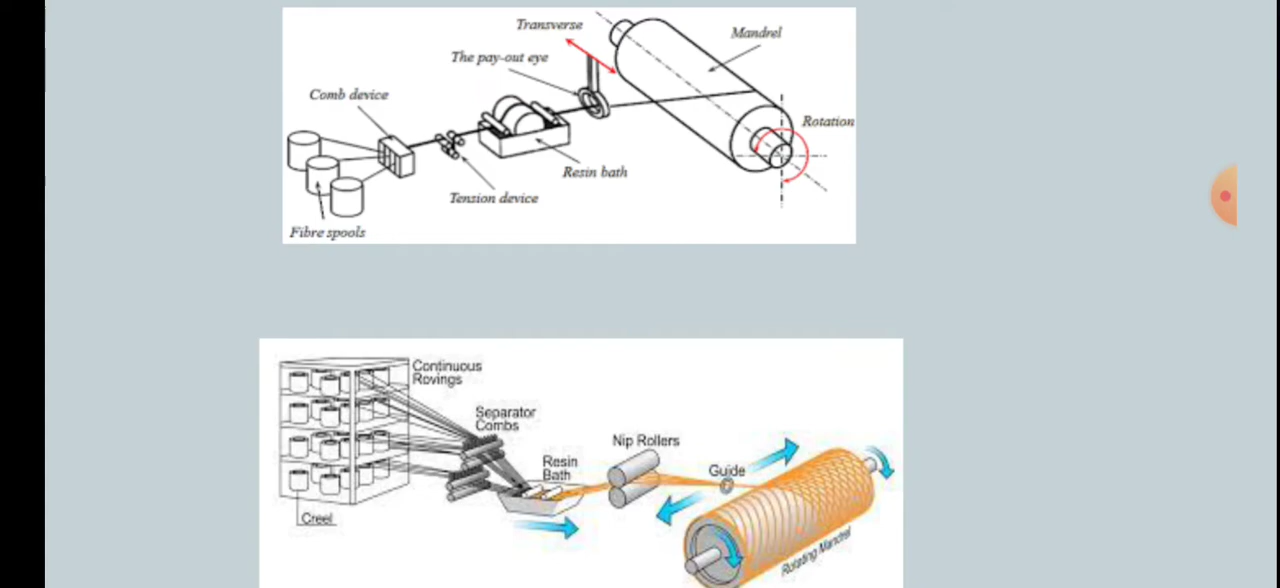 Transverse
Mandrel
The pay-out eye
Comb device
Rotation
Resin bath
Tension device
Fibre spools
Continuous
Rovings
Separator
Combs
Nip Rollers
Resin
Bath
Guide
Creel
Rotating Mandrel